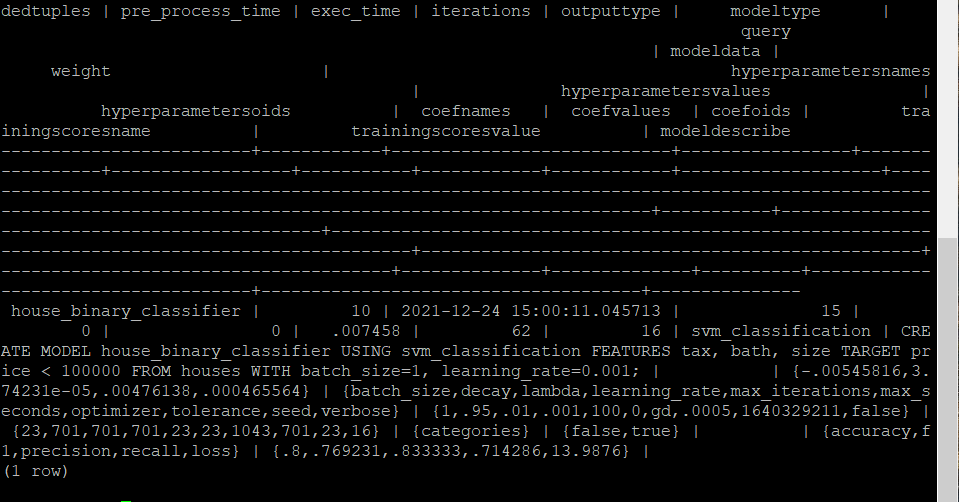 dedtuples | pre_process_time | exec_time | iterations | outputtype |     modeltype      |
                                                                          query
                                                                 | modeldata |
     weight                      |                                        hyperparametersnames
                                          |              hyperparametersvalues               |
          hyperparametersoids           |  coefnames   |  coefvalues  | coefoids |         tra
iningscoresname          |         trainingscoresvalue          | modeldescribe
-------------------------+------------+----------------------------+-----------------+-------
----------+------------------+-----------+------------+------------+--------------------+----
---------------------------------------------------------------------------------------------
-----------------------------------------------------------------+-----------+---------------
---------------------------------+-----------------------------------------------------------
------------------------------------------+--------------------------------------------------+
----------------------------------------+--------------+--------------+----------+------------
-------------------------+--------------------------------------+---------------
 house_binary_classifier |         10 | 2021-12-24 15:00:11.045713 |              15 |
        0 |                0 |   .007458 |         62 |         16 | svm_classification | CRE
ATE MODEL house_binary_classifier USING svm_classification FEATURES tax, bath, size TARGET pr
ice < 100000 FROM houses WITH batch_size=1, learning_rate=0.001; |           | {-.00545816,3.
74231e-05,.00476138,.000465564} | {batch_size,decay,lambda,learning_rate,max_iterations,max_s
econds,optimizer,tolerance,seed,verbose} | {1,.95,.01,.001,100,0,gd,.0005,1640329211,false} |
 {23,701,701,701,23,23,1043,701,23,16} | {categories} | {false,true} |          | {accuracy,f
1,precision,recall,loss} | {.8,.769231,.833333,.714286,13.9876} |
(1 row)